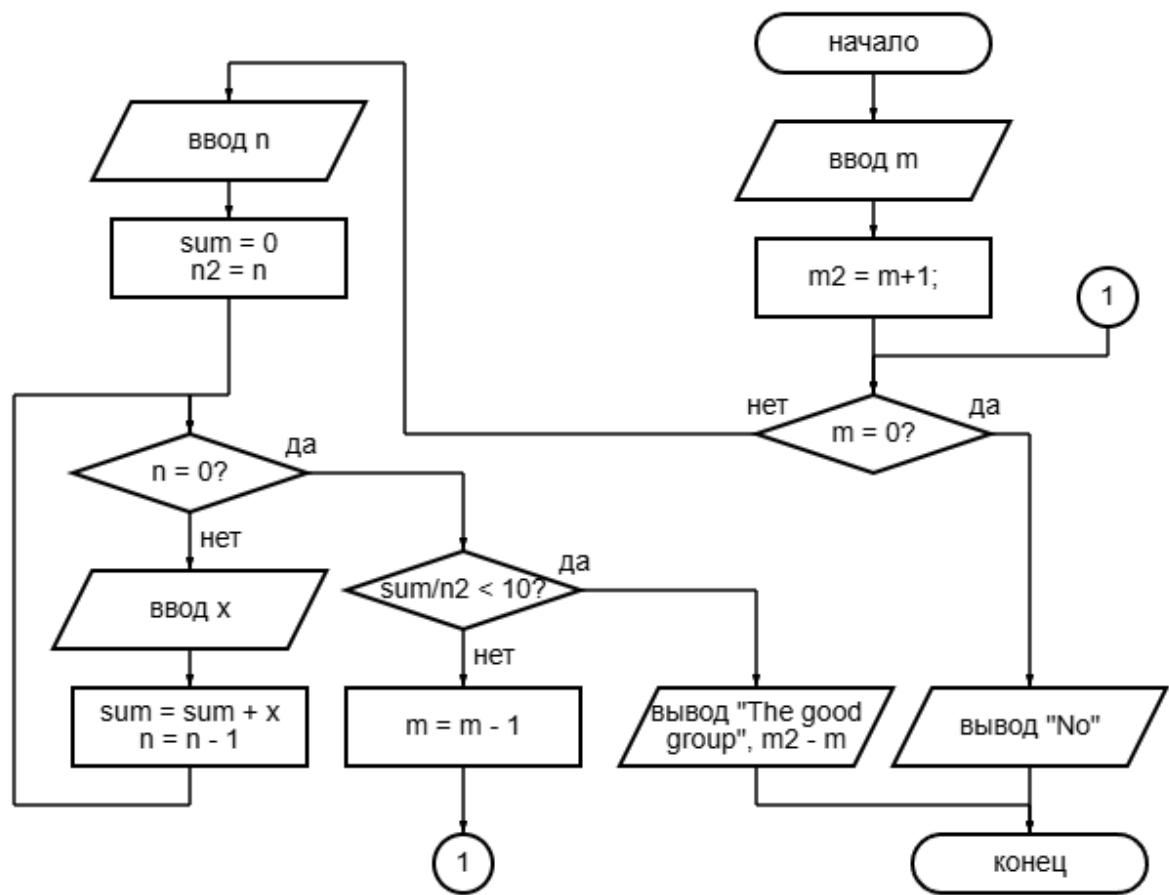 начало
ввод n
ввод m
sum = 0
n2 = n
m2 = m+1;
1
нет
да
m = 0?
да
n = 0?
нет
да
sum/n2 < 10?
ввод x
нет
sum = sum + x
n = n - 1
m = m - 1
вывод "The good
group", m2 - m
вывод "No"
1
конец